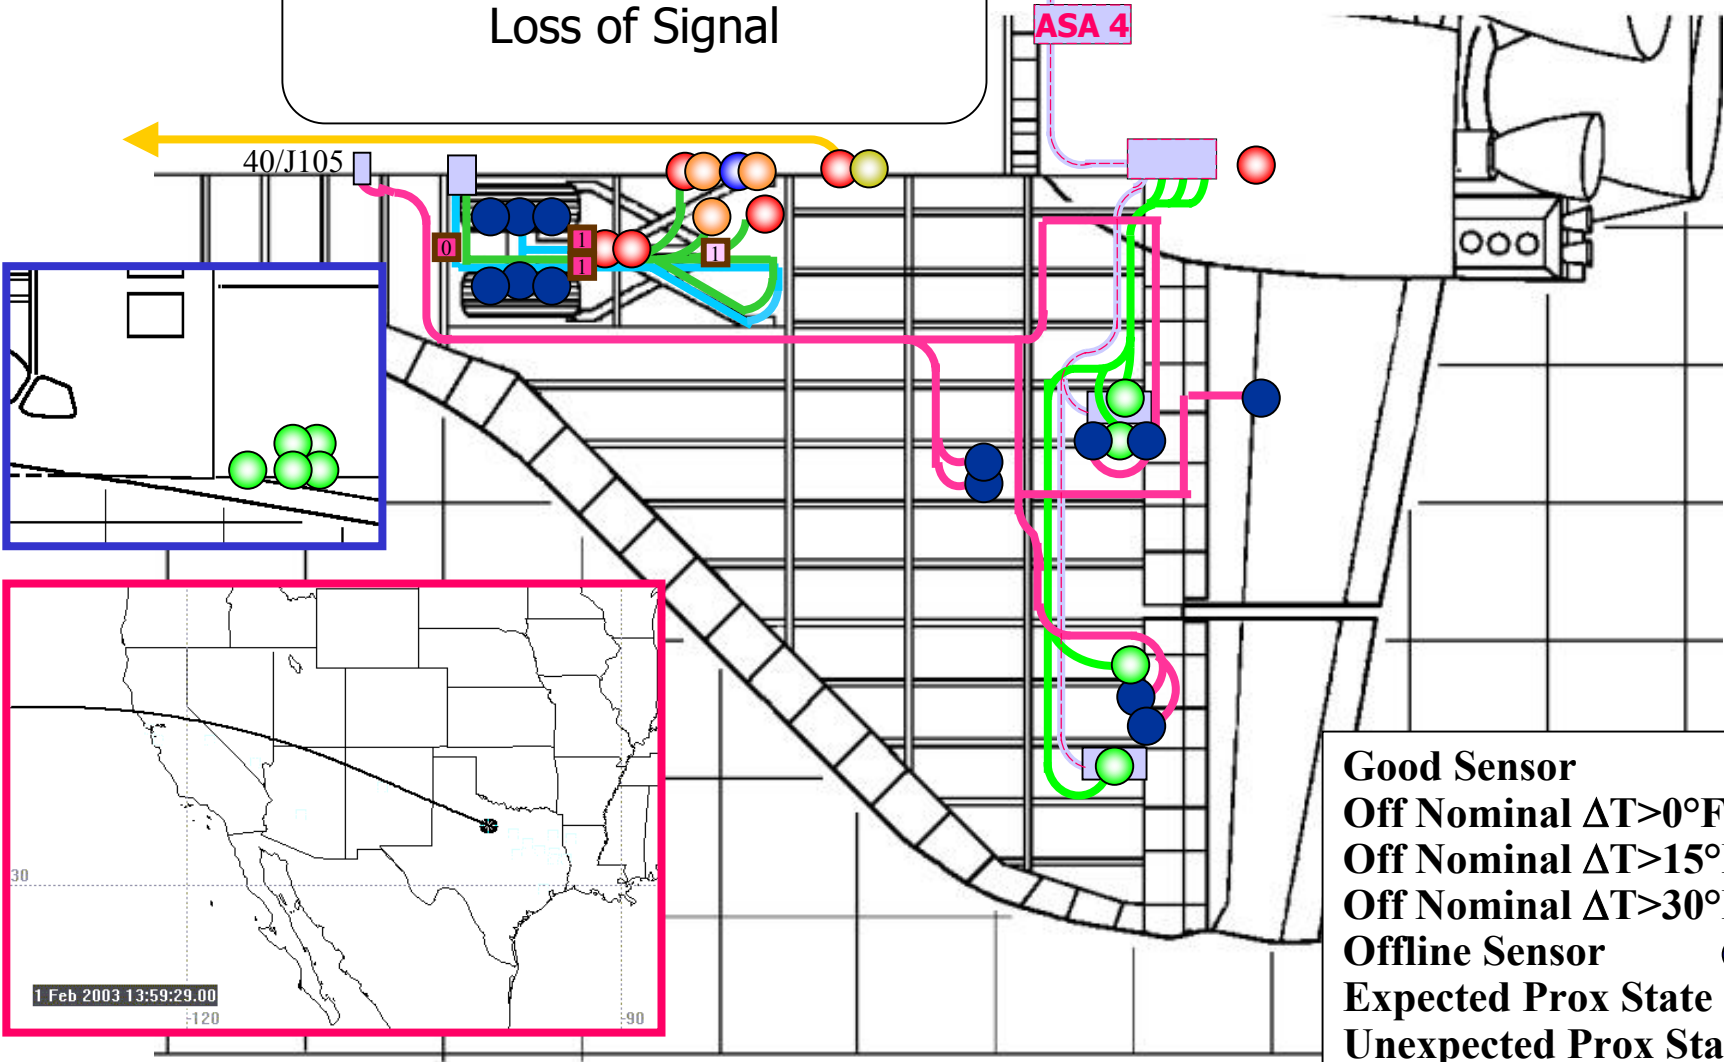 Loss of Signal
ASA 4
40/J105
0
1
1
1
30
1 Feb 2003 13:59:29.00
-120
-90
Good Sensor
Off Nominal ΔT>0°F
Off Nominal ΔT>15°
Off Nominal ΔT>30°
Offline Sensor
Expected Prox State
Unexpected Prox Sta